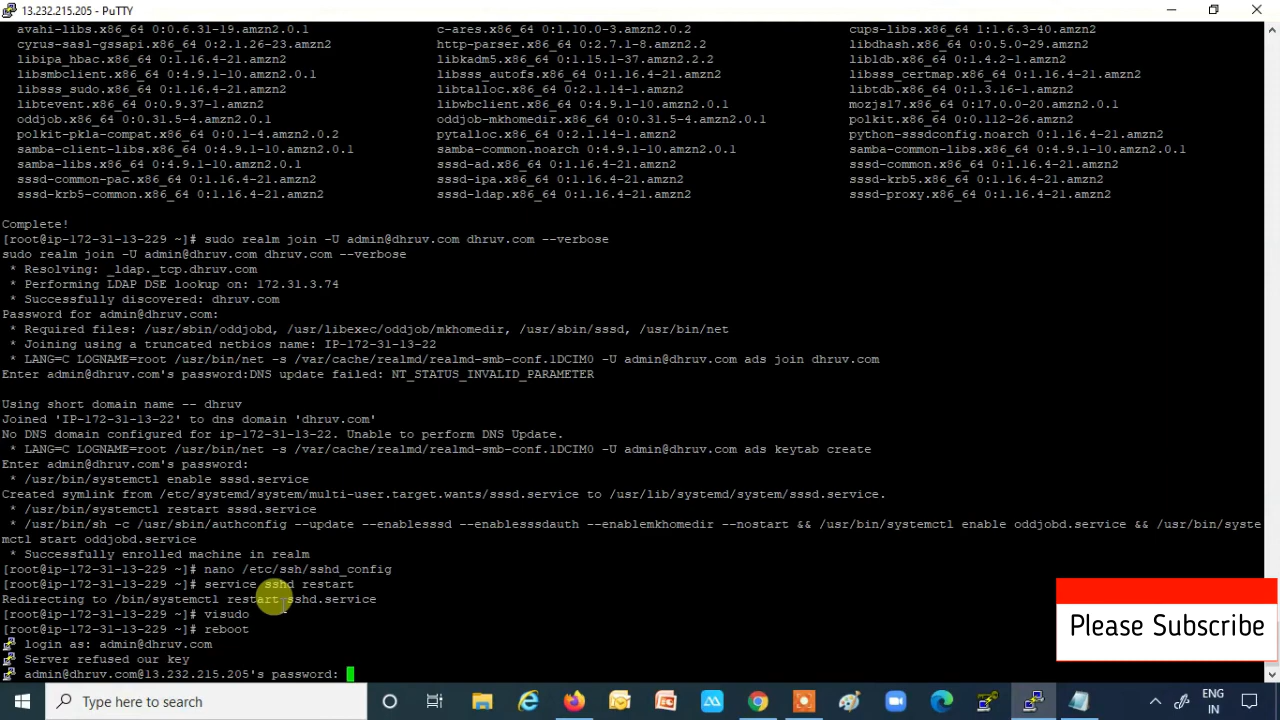 13.232.215.205 - PuTTY
avahi-libs.x86_64 0:0.6.31-19.amzn2.0.1 c-ares.x86_64 0:1.10.0-3.amzn2.0.2 cups-libs.x86_64 1:1.6.3-40.amzn2
cyrus-sasl-gssapi.x86_64 0:2.1.26-23.amzn2 http-parser.x86_64 0:2.7.1-8.amzn2.2 libdhash.x86_64 0:0.5.0-29.amzn2
libipa_hbac.x86_64 0:1.16.4-21.amzn2 libkadm5.x86_64 0:1.15.1-37.amzn2.2.2 libldb.x86_64 0:1.4.2-1.amzn2
libsmbclient.x86_64 0:4.9.1-10.amzn2.0.1 libsss_autofs.x86_64 0:1.16.4-21.amzn2 libsss_certmap.x86_64 0:1.16.4-21.amzn2
libsss_sudo.x86_64 0:1.16.4-21.amzn2 libtalloc.x86_64 0:2.1.14-1.amzn2 libtdb.x86_64 0:1.3.16-1.amzn2
libtevent.x86_64 0:0.9.37-1.amzn2 libwbclient.x86_64 0:4.9.1-10.amzn2.0.1 mozjs17.x86_64 0:17.0.0-20.amzn2.0.1
oddjob.x86_64 0:0.31.5-4.amzn2.0.1 oddjob-mkhomedir.x86_64 0:0.31.5-4.amzn2.0.1 polkit.x86_64 0:0.112-26.amzn2
polkit-pkla-compat.x86_64 0:0.1-4.amzn2.0.2 pytalloc.x86_64 0:2.1.14-1.amzn2 python-sssdconfig.noarch 0:1.16.4-21.amzn2
samba-client-libs.x86_64 0:4.9.1-10.amzn2.0.1 samba-common.noarch 0:4.9.1-10.amzn2.0.1 samba-common-libs.x86_64 0:4.9.1-10.amzn2.0.1
samba-libs.x86_64 0:4.9.1-10.amzn2.0.1 sssd-ad.x86_64 0:1.16.4-21.amzn2 sssd-common.x86_64 0:1.16.4-21.amzn2
sssd-common-pac.x86_64 0:1.16.4-21.amzn2 sssd-ipa.x86_64 0:1.16.4-21.amzn2 sssd-krb5.x86_64 0:1.16.4-21.amzn2
sssd-krb5-common.x86_64 0:1.16.4-21.amzn2 sssd-ldap.x86_64 0:1.16.4-21.amzn2 sssd-proxy.x86_64 0:1.16.4-21.amzn2
Complete!
[root@ip-172-31-13-229 ~]# sudo realm join -U admin@dhruv.com dhruv.com --verbose
sudo realm join -U admin@dhruv.com dhruv.com --verbose
* Resolving: _ldap._tcp.dhruv.com
* Performing LDAP DSE lookup on: 172.31.3.74
* Successfully discovered: dhruv.com
Password for admin@dhruv.com:
* Required files: /usr/sbin/oddjobd, /usr/libexec/oddjob/mkhomedir, /usr/sbin/sssd, /usr/bin/net
* Joining using a truncated netbios name: IP-172-31-13-22
* LANG=C LOGNAME=root /usr/bin/net -s /var/cache/realmd/realmd-smb-conf.1DCIM0 -U admin@dhruv.com ads join dhruv.com
Enter admin@dhruv.com's password:DNS update failed: NT_STATUS_INVALID_PARAMETER
Using short domain name -- dhruv
Joined 'IP-172-31-13-22' to dns domain 'dhruv.com'
No DNS domain configured for ip-172-31-13-22. Unable to perform DNS Update.
* LANG=C LOGNAME=root /usr/bin/net -s /var/cache/realmd/realmd-smb-conf.1DCIM0 -U admin@dhruv.com ads keytab create
Enter admin@dhruv.com's password:
* /usr/bin/systemctl enable sssd.service
Created symlink from /etc/systemd/system/multi-user.target.wants/sssd.service to /usr/lib/systemd/system/sssd.service.
* /usr/bin/systemctl restart sssd.service
* /usr/bin/sh -c /usr/sbin/authconfig --update --enablesssd --enablesssdauth --enablemkhomedir --nostart && /usr/bin/systemctl enable oddjobd.service && /usr/bin/syste
mctl start oddjobd.service
* Successfully enrolled machine in realm
[root@ip-172-31-13-229 ~]# nano /etc/ssh/sshd_config
[root@ip-172-31-13-229 ~]# service sshd restart
Redirecting to /bin/systemctl restart sshd.service
[root@ip-172-31-13-229 ~]# visudo
[root@ip-172-31-13-229 ~]# reboot
login as: admin@dhruv.com
Server refused our key
admin@dhruv.com@13.232.215.205's password:
Please Subscribe
Type here to search
ENG
IN